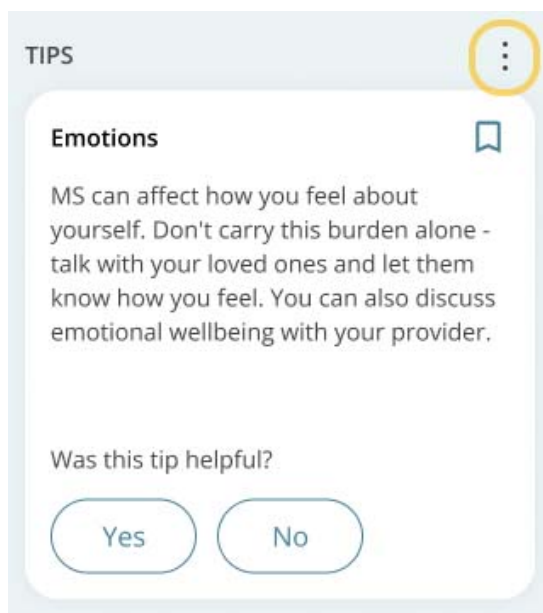 TIPS
Emotions
MS can affect how you feel about
yourself. Don't carry this burden alone -
talk with your loved ones and let them
know how you feel. You can also discuss
emotional wellbeing with your provider.
Was this tip helpful?
Yes No